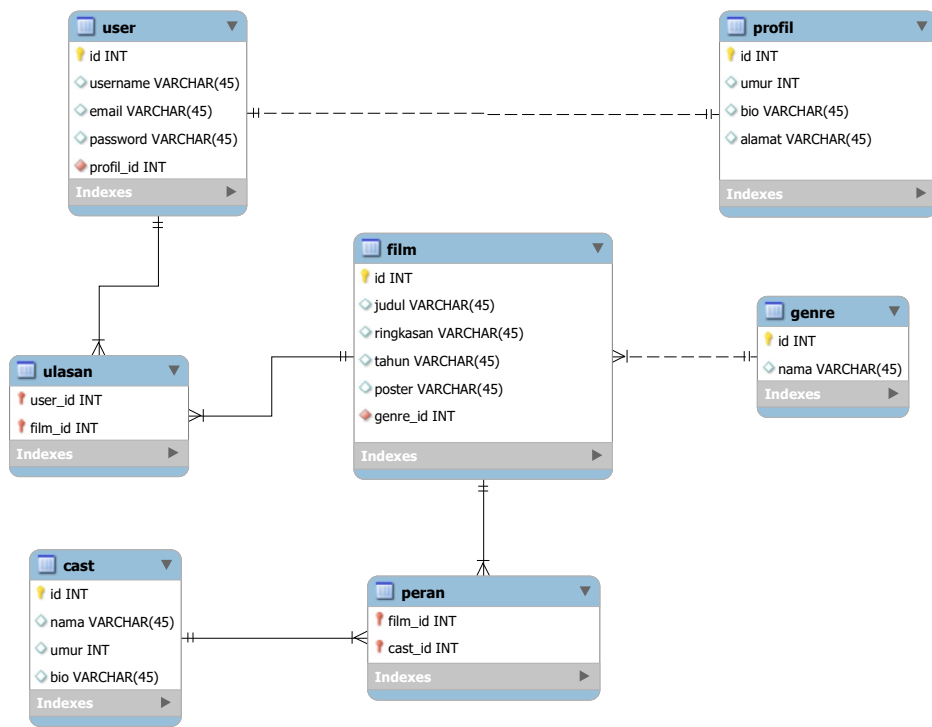 user
id INT
username VARCHAR(45)
email VARCHAR(45)
password VARCHAR(45)
profil_id INT
Indexes
profil
id INT
umur INT
bio VARCHAR(45)
alamat VARCHAR(45)
Indexes
film
id INT
judul VARCHAR(45)
ringkasan VARCHAR(45)
tahun VARCHAR(45)
poster VARCHAR(45)
genre_id INT
Indexes
genre
id INT
nama VARCHAR(45)
Indexes
ulasan
user_id INT
film_id INT
Indexes
cast
id INT
nama VARCHAR(45)
umur INT
bio VARCHAR(45)
Indexes
peran
film_id INT
cast_id INT
Indexes